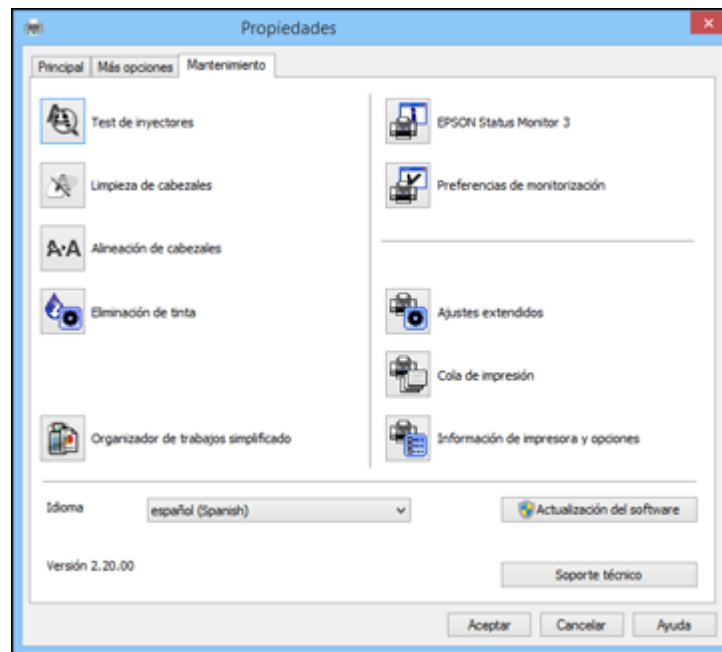 Propiedades
Principal
Más opciones
Mantenimiento
Test de inyectores
Limpieza de cabezales
A·A
Alineación de cabezales
Eliminación de tinta
Organizador de trabajos simplificado
EPSON Status Monitor 3
Preferencias de monitorización
Ajustes extendidos
Cola de impresión
Información de impresora y opciones
Idioma
español (Spanish)
Actualización del software
Versión 2.20.00
Soporte técnico
Aceptar
Cancelar
Ayuda